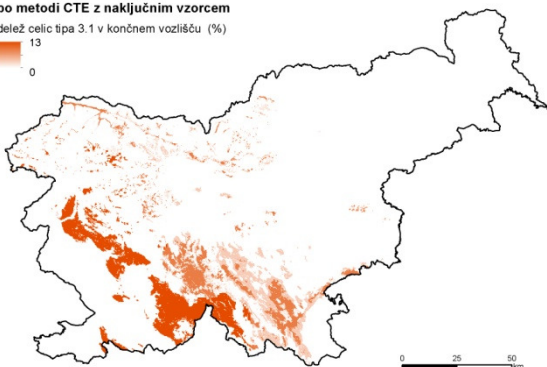 po metodi CTE z naključnim vzorcem
delež celic tipa 3.1 v končnem vozlišču (%)
13
0
0 25 50
km